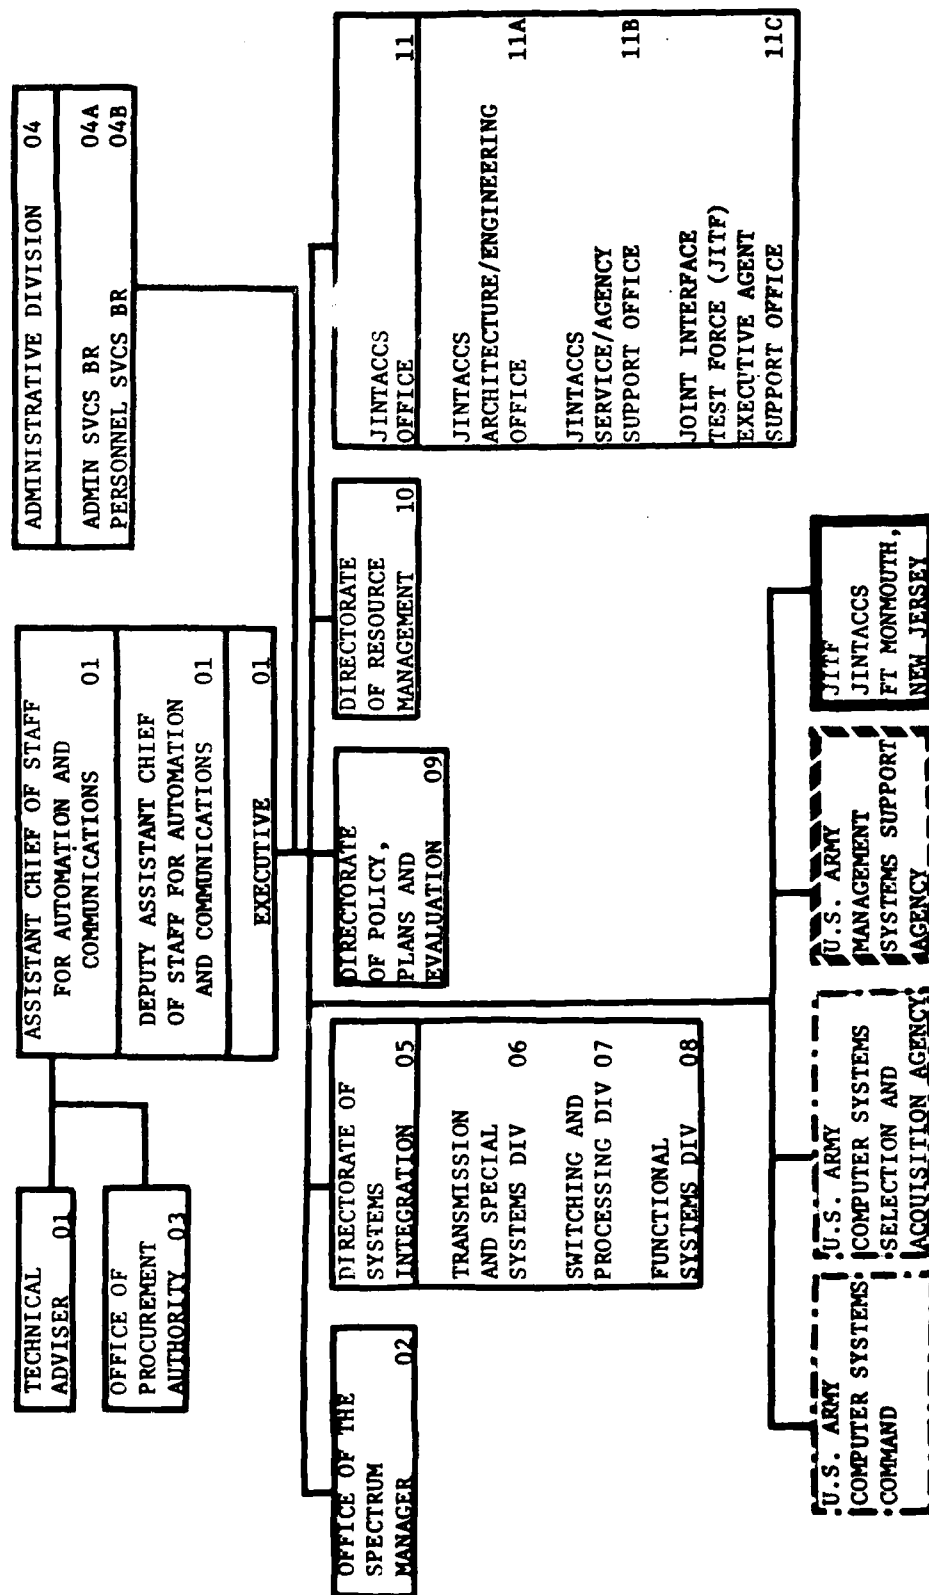 TECHNICAL
ADVISER 01
OFFICE OF
PROCUREMENT
AUTHORITY 03
ASSISTANT CHIEF OF STAFF
FOR AUTOMATION AND
COMMUNICATIONS 01
DEPUTY ASSISTANT CHIEF
OF STAFF FOR AUTOMATION
AND COMMUNICATIONS 01
EXECUTIVE 01
ADMINISTRATIVE DIVISION 04
ADMIN SVCS BR 04A
PERSONNEL SVCS BR 04B
OFFICE OF THE
SPECTRUM
MANAGER 02
DIRECTORATE OF
SYSTEMS
INTEGRATION 05
TRANSMISSION
AND SPECIAL
SYSTEMS DIV 06
SWITCHING AND
PROCESSING DIV 07
FUNCTIONAL
SYSTEMS DIV 08
DIRECTORATE
OF POLICY,
PLANS AND
EVALUATION 09
DIRECTORATE
OF RESOURCE
MANAGEMENT 10
JINTACCS
OFFICE 11
JINTACCS
ARCHITECTURE/ENGINEERING
OFFICE 11A
JINTACCS
SERVICE/AGENCY
SUPPORT OFFICE 11B
JOINT INTERFACE
TEST FORCE (JITF)
EXECUTIVE AGENT
SUPPORT OFFICE 11C
U.S. ARMY
COMPUTER SYSTEMS
COMMAND
U.S. ARMY
COMPUTER SYSTEMS
SELECTION AND
ACQUISITION AGENCY
U.S. ARMY
MANAGEMENT
SYSTEMS SUPPORT
AGENCY
JITF
JINTACCS
FT MONMOUTH,
NEW JERSEY